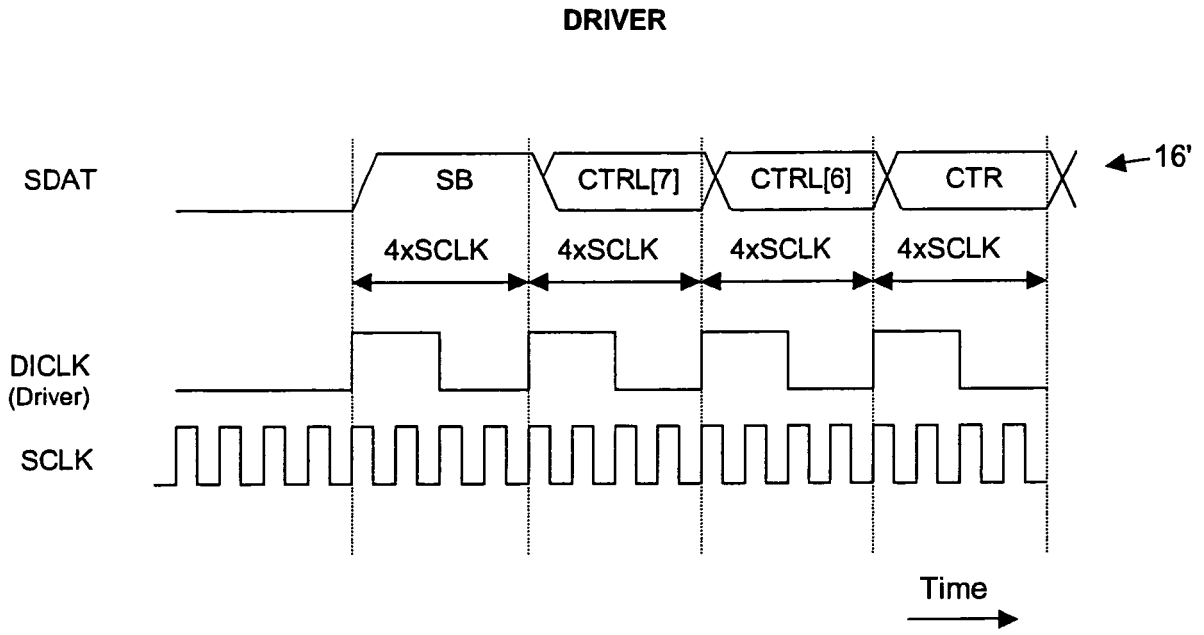 DRIVER
16'
SDAT
SB
CTRL[7]
CTRL[6]
CTR
4xSCLK
4xSCLK
4xSCLK
4xSCLK
DICLK
(Driver)
SCLK
Time